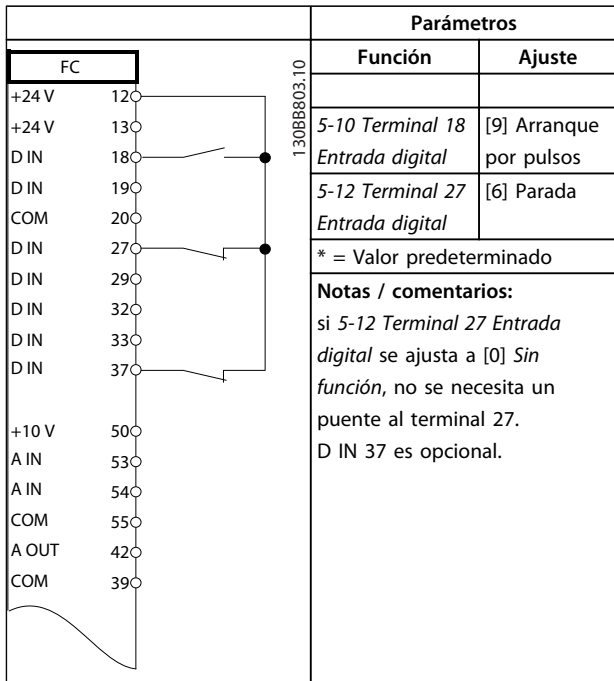 Parámetros
Función Ajuste
FC
130BB803.10
+24 V 12
+24 V 13
D IN 18
D IN 19
COM 20
D IN 27
D IN 29
D IN 32
D IN 33
D IN 37
+10 V 50
A IN 53
A IN 54
COM 55
A OUT 42
COM 39
5-10 Terminal 18 [9] Arranque
Entrada digital por pulsos
5-12 Terminal 27 [6] Parada
Entrada digital
* = Valor predeterminado
Notas / comentarios:
si 5-12 Terminal 27 Entrada
digital se ajusta a [0] Sin
función, no se necesita un
puente al terminal 27.
D IN 37 es opcional.